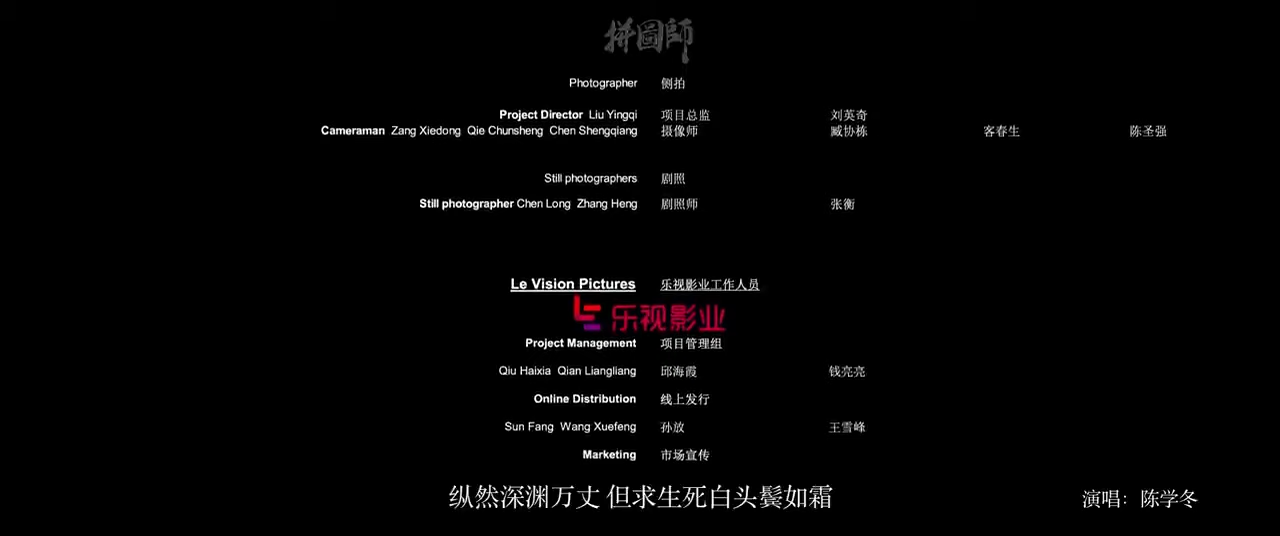 拼圖師
Photographer 侧拍
Project Director Liu Yingqi 项目总监 刘英奇
Cameraman Zang Xiedong Qie Chunsheng Chen Shengqiang 摄像师 臧协栋 客春生 陈圣强
Still photographers 剧照
Still photographer Chen Long Zhang Heng 剧照师 张衡
Le Vision Pictures 乐视影业工作人员
乐视影业
Project Management 项目管理组
Qiu Haixia Qian Liangliang 邱海霞 钱亮亮
Online Distribution 线上发行
Sun Fang Wang Xuefeng 孙放 王雪峰
Marketing 市场宣传
纵然深渊万丈 但求生死白头鬓如霜 演唱：陈学冬